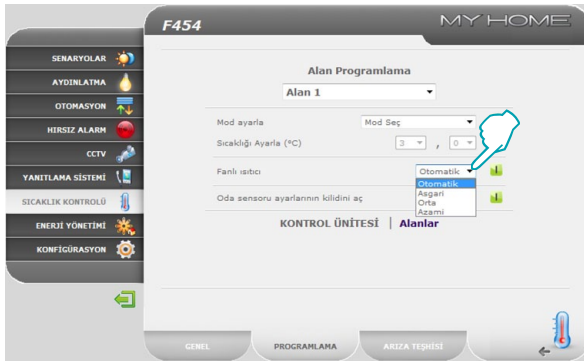 F454
MY HOME
SENARYOLAR
AYDINLATMA
OTOMASYON
HIRSIZ ALARM
CCTV
YANITLAMA SİSTEMİ
SICAKLIK KONTROLÜ
ENERJİ YÖNETİMİ
KONFİGÜRASYON
Alan Programlama
Alan 1
Mod ayarla Mod Seç
Sıcaklığı Ayarla (°C) 3 , 0
Fanlı ısıtıcı Otomatik
Otomatik
Asgari
Orta
Azami
Oda sensoru ayarlarının kilidini aç
KONTROL ÜNİTESİ | Alanlar
GENEL PROGRAMLAMA ARIZA TEŞHİSİ